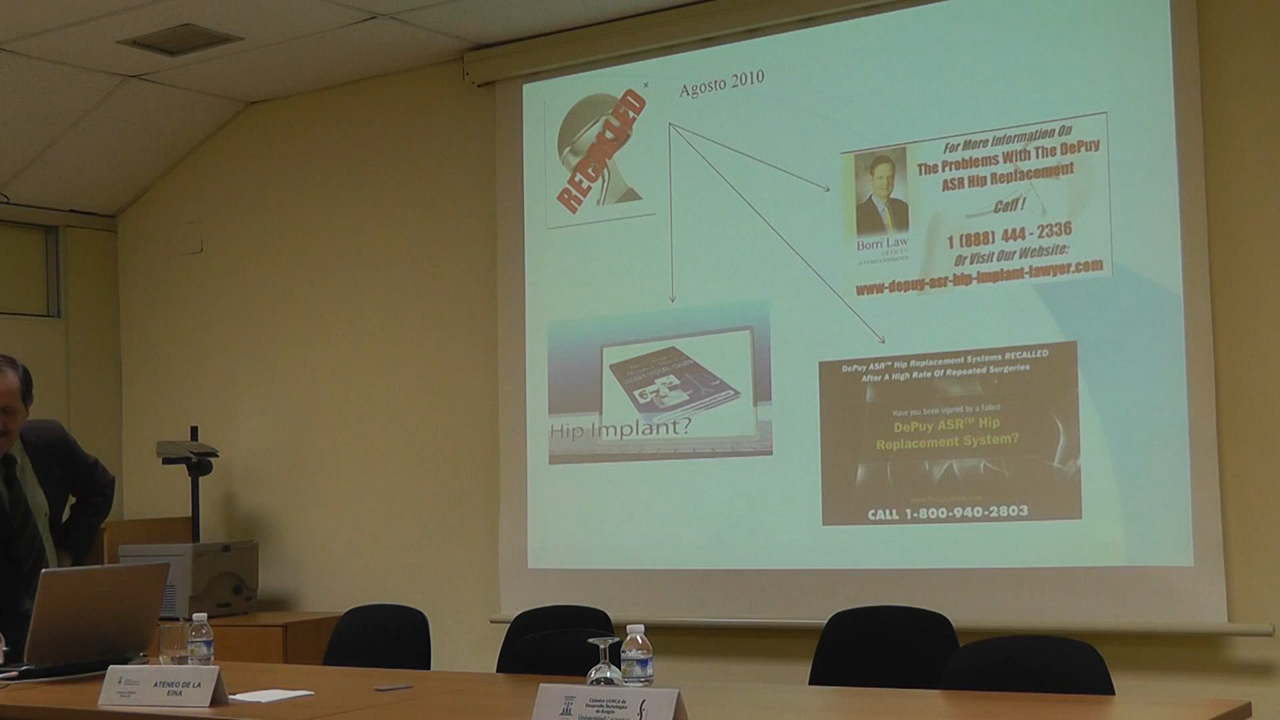 Agosto 2010
RECALLED
For More Information On
The Problems With The DePuy
ASR Hip Replacement
Call !
1 (888) 444 - 2336
Or Visit Our Website:
www-depuy-asr-hip-implant-lawyer.com
Borri Law
Hip Implant?
DePuy ASR™ Hip Replacement Systems RECALLED
After A High Rate Of Repeated Surgeries
Have you been injured by a failed
DePuy ASR™ Hip
Replacement System?
CALL 1-800-940-2803
ATENEO DE LA
EINA